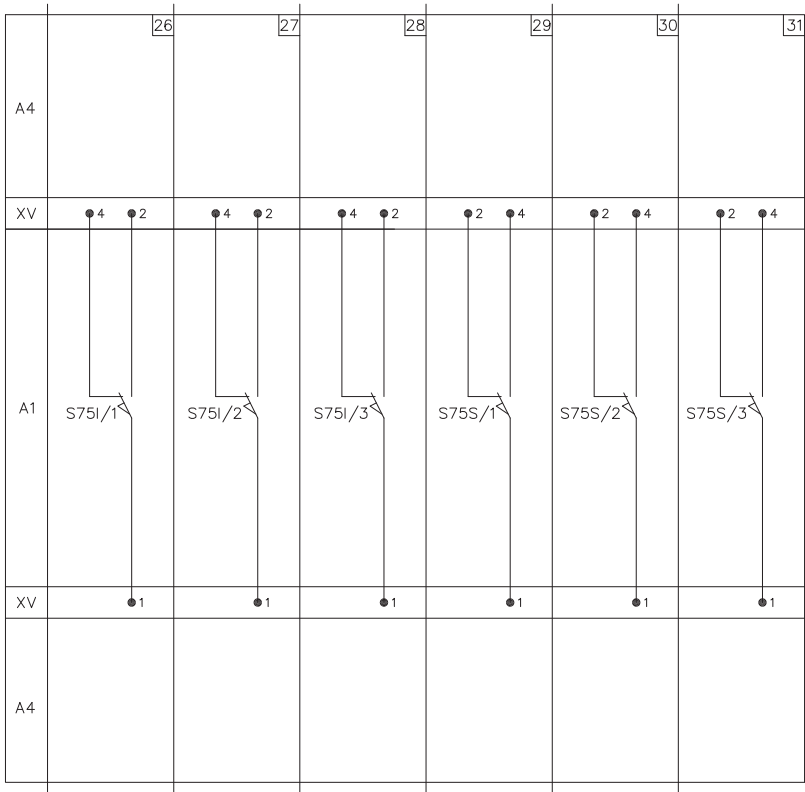 26 27 28 29 30 31
A4
XV 4 2 4 2 4 2 2 4 2 4 2 4
A1 S75I/1 S75I/2 S75I/3 S75S/1 S75S/2 S75S/3
XV 1 1 1 1 1 1
A4